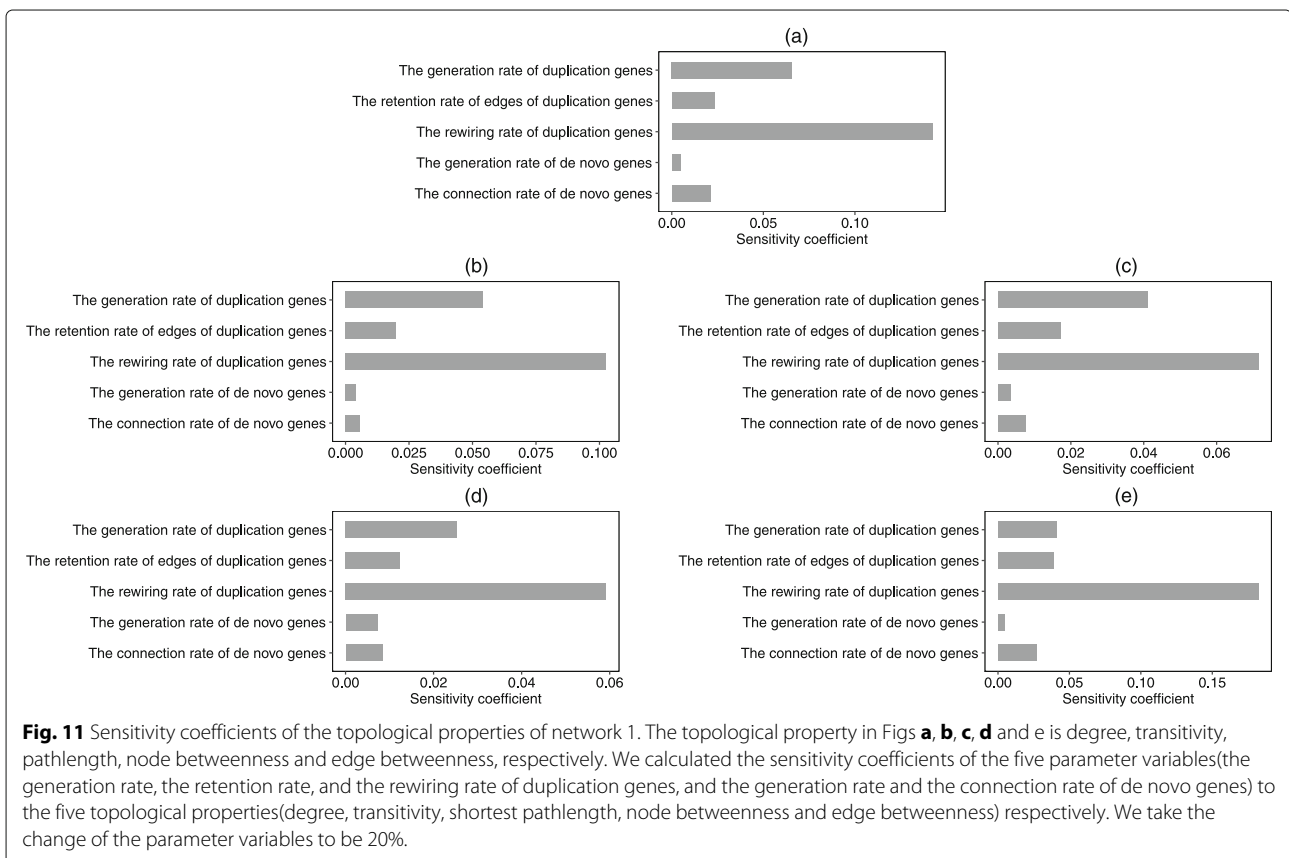 (a)
The generation rate of duplication genes
The retention rate of edges of duplication genes
The rewiring rate of duplication genes
The generation rate of de novo genes
The connection rate of de novo genes
0.00 0.05 0.10
Sensitivity coefficient
(b)
The generation rate of duplication genes
The retention rate of edges of duplication genes
The rewiring rate of duplication genes
The generation rate of de novo genes
The connection rate of de novo genes
0.000 0.025 0.050 0.075 0.100
Sensitivity coefficient
(c)
The generation rate of duplication genes
The retention rate of edges of duplication genes
The rewiring rate of duplication genes
The generation rate of de novo genes
The connection rate of de novo genes
0.00 0.02 0.04 0.06
Sensitivity coefficient
(d)
The generation rate of duplication genes
The retention rate of edges of duplication genes
The rewiring rate of duplication genes
The generation rate of de novo genes
The connection rate of de novo genes
0.00 0.02 0.04 0.06
Sensitivity coefficient
(e)
The generation rate of duplication genes
The retention rate of edges of duplication genes
The rewiring rate of duplication genes
The generation rate of de novo genes
The connection rate of de novo genes
0.00 0.05 0.10 0.15
Sensitivity coefficient
Fig. 11 Sensitivity coefficients of the topological properties of network 1. The topological property in Figs a, b, c, d and e is degree, transitivity,
pathlength, node betweenness and edge betweenness, respectively. We calculated the sensitivity coefficients of the five parameter variables(the
generation rate, the retention rate, and the rewiring rate of duplication genes, and the generation rate and the connection rate of de novo genes) to
the five topological properties(degree, transitivity, shortest pathlength, node betweenness and edge betweenness) respectively. We take the
change of the parameter variables to be 20%.